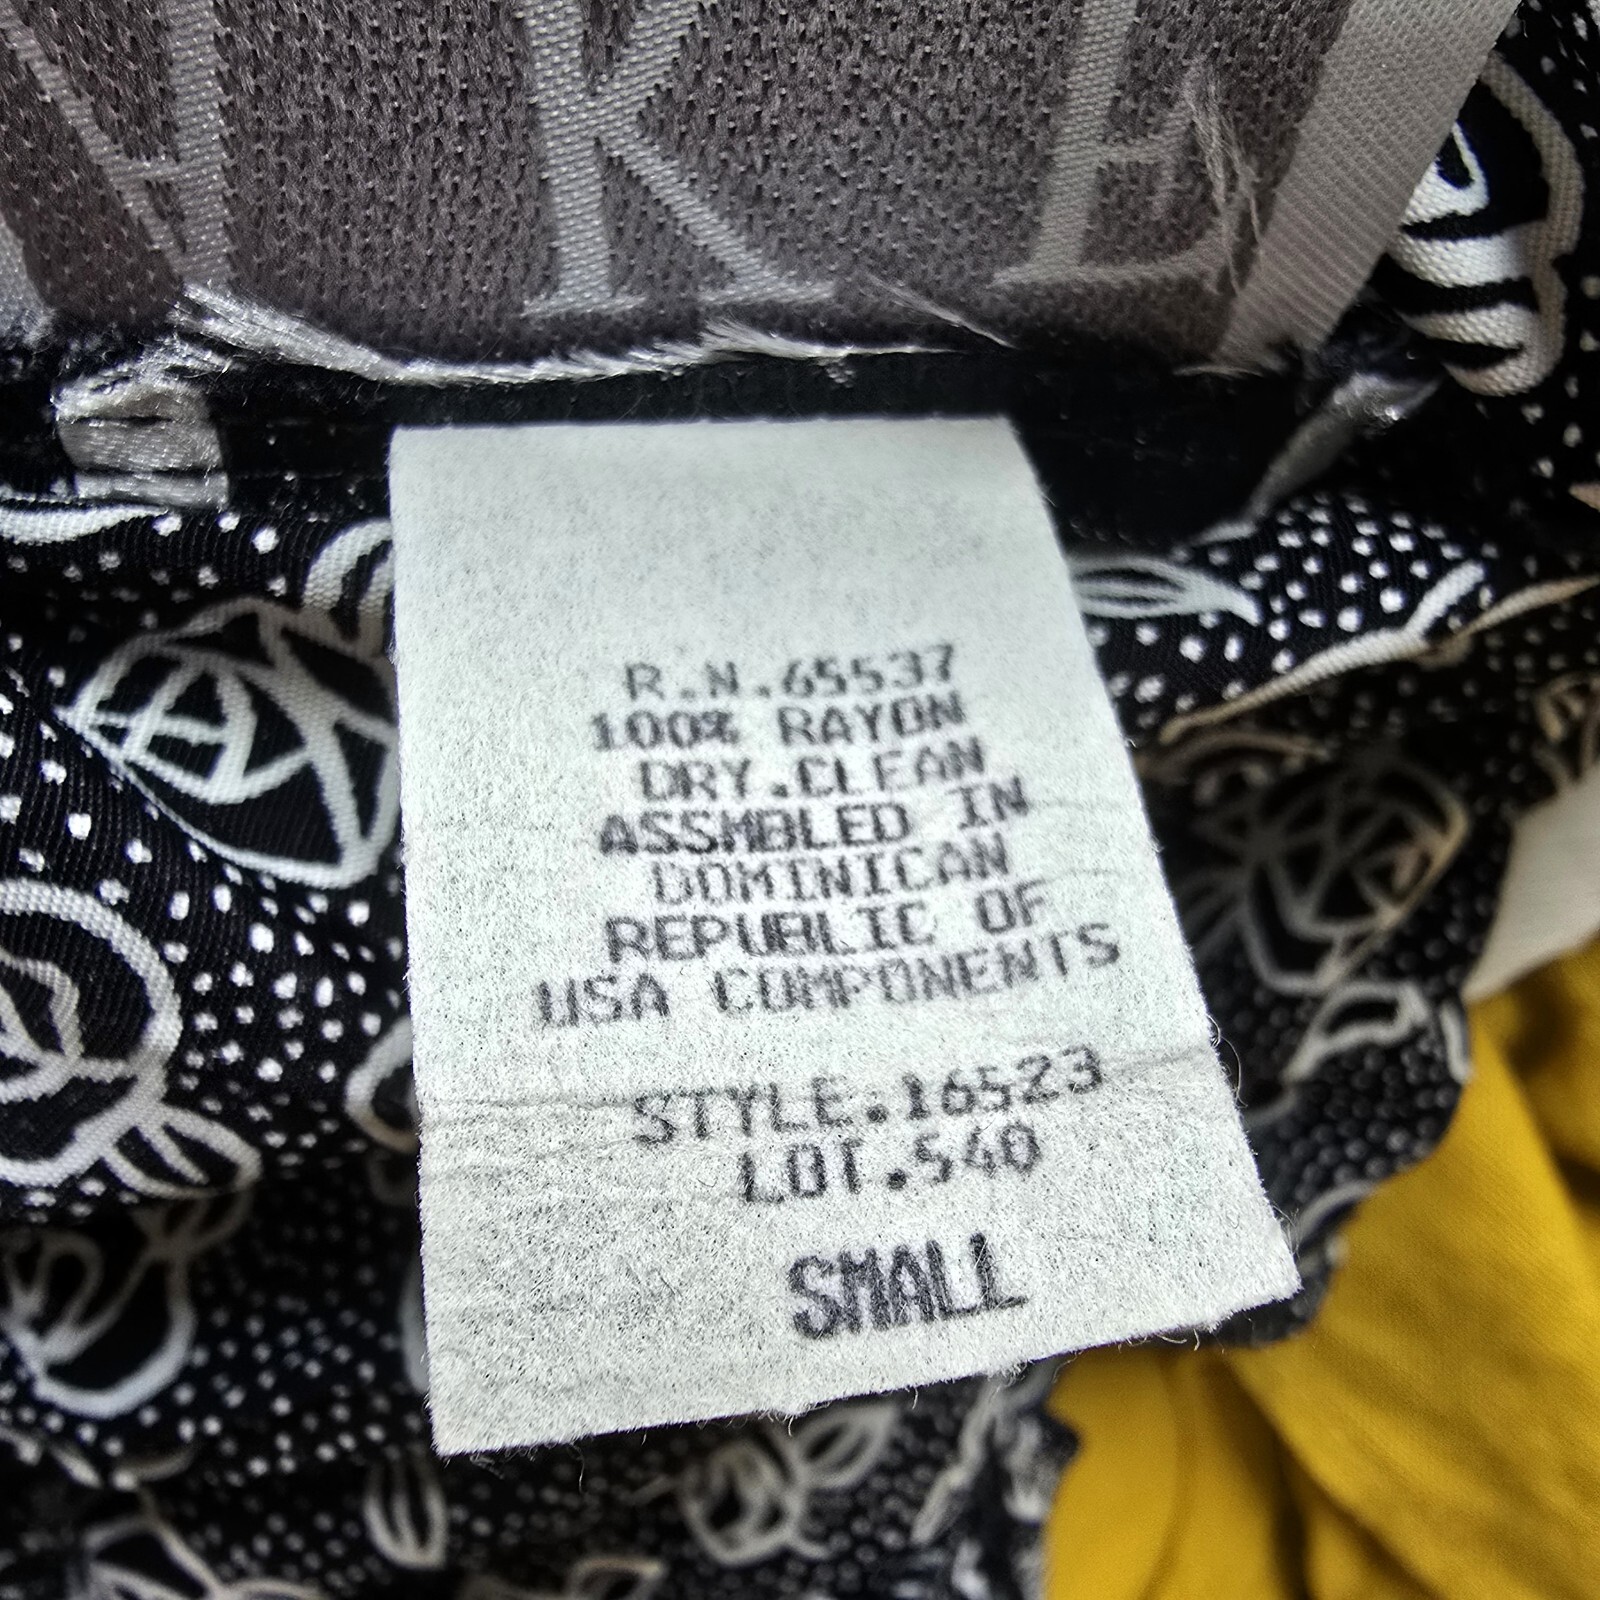 H K E
R.N.65537
100% RAYON
DRY.CLEAN
ASSMBLED IN
DOMINICAN
REPUBLIC OF
USA COMPONENTS
STYLE.16523
LOT.540
SMALL